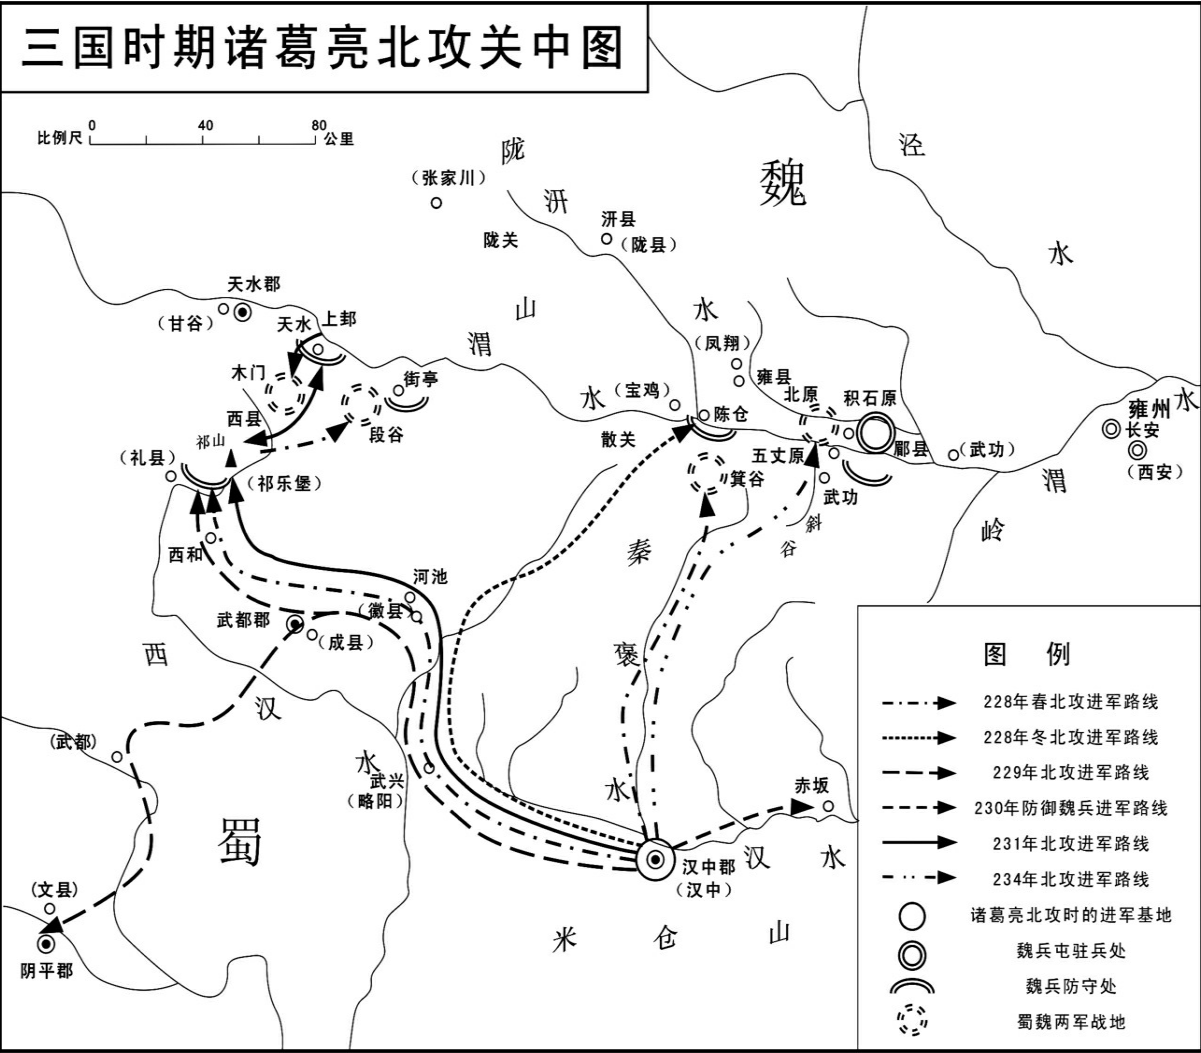 三国时期诸葛亮北攻关中图
比例尺 0 40 80 公里
陇
泾
魏
(张家川)
汧
汧县
(陇县)
陇关
水
天水郡
(甘谷)
天水
上邽
山
渭
水
(凤翔)
木门
街亭
水
(宝鸡)
雍县
北原
积石原
雍州
水
西县
段谷
陈仓
长安
祁山
散关
五丈原
郿县
(武功)
(西安)
(礼县)
(祁乐堡)
箕谷
武功
渭
斜
谷
岭
西和
秦
河池
武都郡
(徽县)
(成县)
西
褒
图 例
汉
228年春北攻进军路线
(武都)
228年冬北攻进军路线
水
武兴
(略阳)
229年北攻进军路线
水
赤坂
230年防御魏兵进军路线
蜀
231年北攻进军路线
汉中郡
(汉中)
汉
水
234年北攻进军路线
(文县)
诸葛亮北攻时的进军基地
米 仓 山
魏兵屯驻兵处
阴平郡
魏兵防守处
蜀魏两军战地